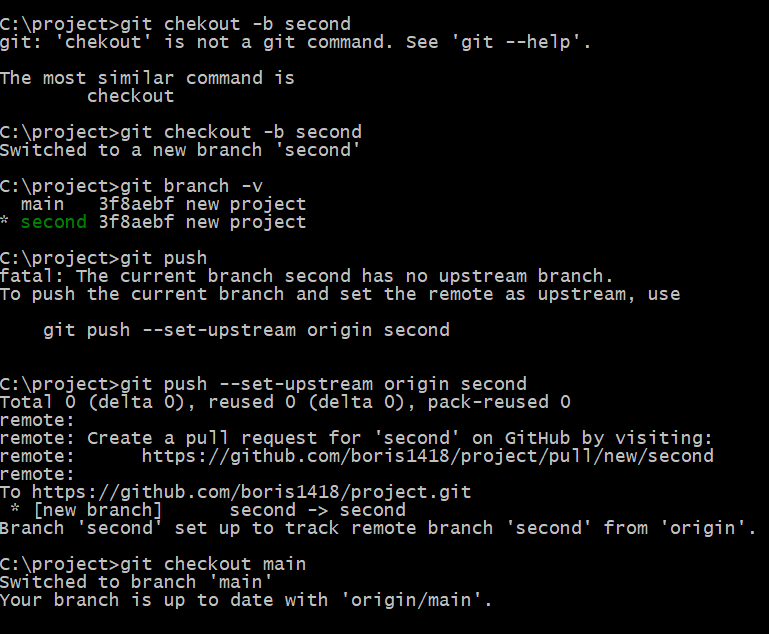 C:\project>git chekout -b second
git: 'chekout' is not a git command. See 'git --help'.
The most similar command is
checkout
C:\project>git checkout -b second
Switched to a new branch 'second'
C:\project>git branch -v
main 3f8aebf new project
* second 3f8aebf new project
C:\project>git push
fatal: The current branch second has no upstream branch.
To push the current branch and set the remote as upstream, use
git push --set-upstream origin second
C:\project>git push --set-upstream origin second
Total 0 (delta 0), reused 0 (delta 0), pack-reused 0
remote:
remote: Create a pull request for 'second' on GitHub by visiting:
remote: https://github.com/boris1418/project/pull/new/second
remote:
To https://github.com/boris1418/project.git
* [new branch] second -> second
Branch 'second' set up to track remote branch 'second' from 'origin'.
C:\project>git checkout main
Switched to branch 'main'
Your branch is up to date with 'origin/main'.